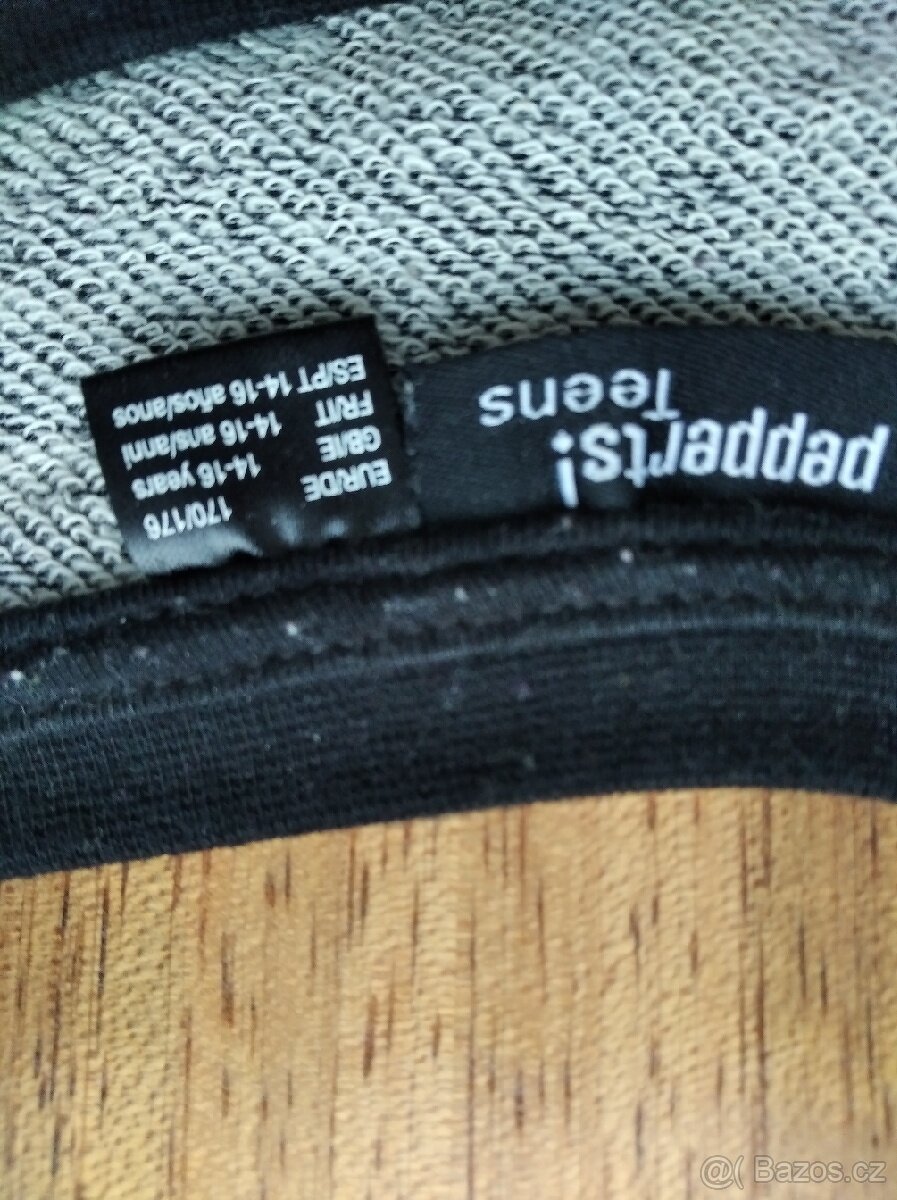 pepperts!
Teens
EUR/DE 170/176
GB/IE 14-16 years
FR/IT 14-16 ans/anni
ES/PT 14-16 años/anos
@( Bazos.cz